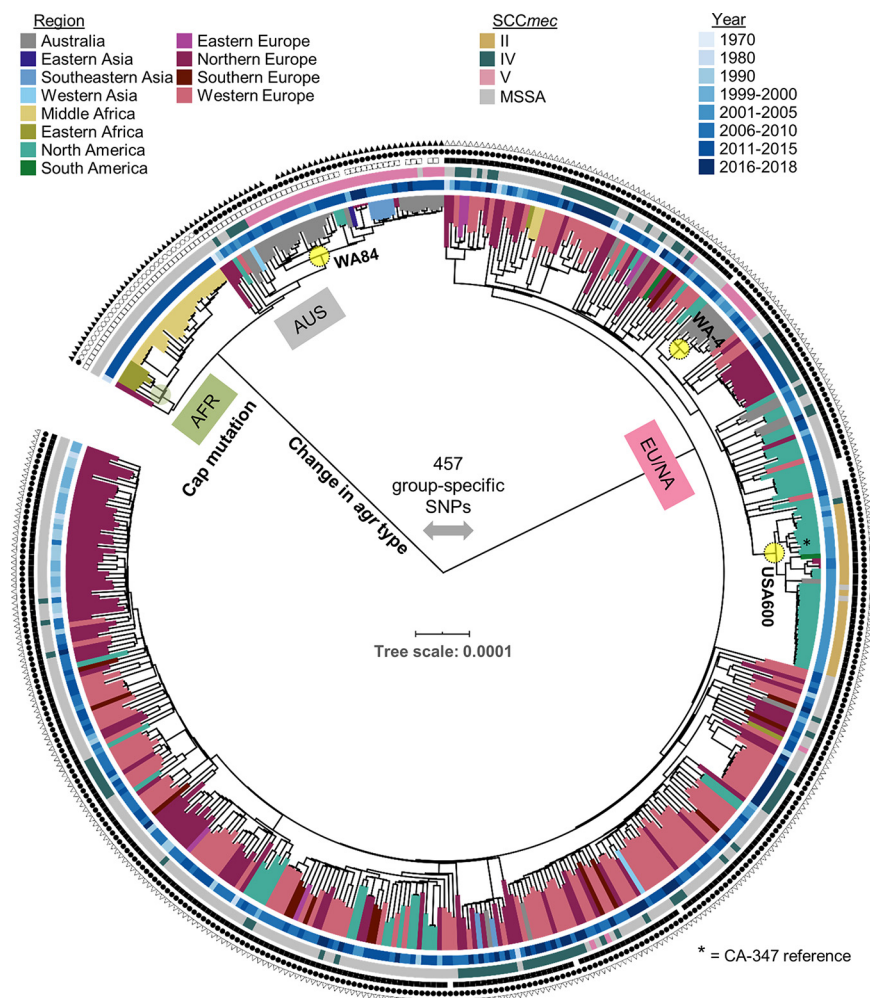 Region
Australia
Eastern Asia
Southeastern Asia
Western Asia
Middle Africa
Eastern Africa
North America
South America
Eastern Europe
Northern Europe
Southern Europe
Western Europe
SCCmec
II
IV
V
MSSA
Year
1970
1980
1990
1999-2000
2001-2005
2006-2010
2011-2015
2016-2018
WA84
AUS
WA-4
AFR
Cap mutation
Change in agr type
457
group-specific
SNPs
EU/NA
*
USA600
Tree scale: 0.0001
* = CA-347 reference